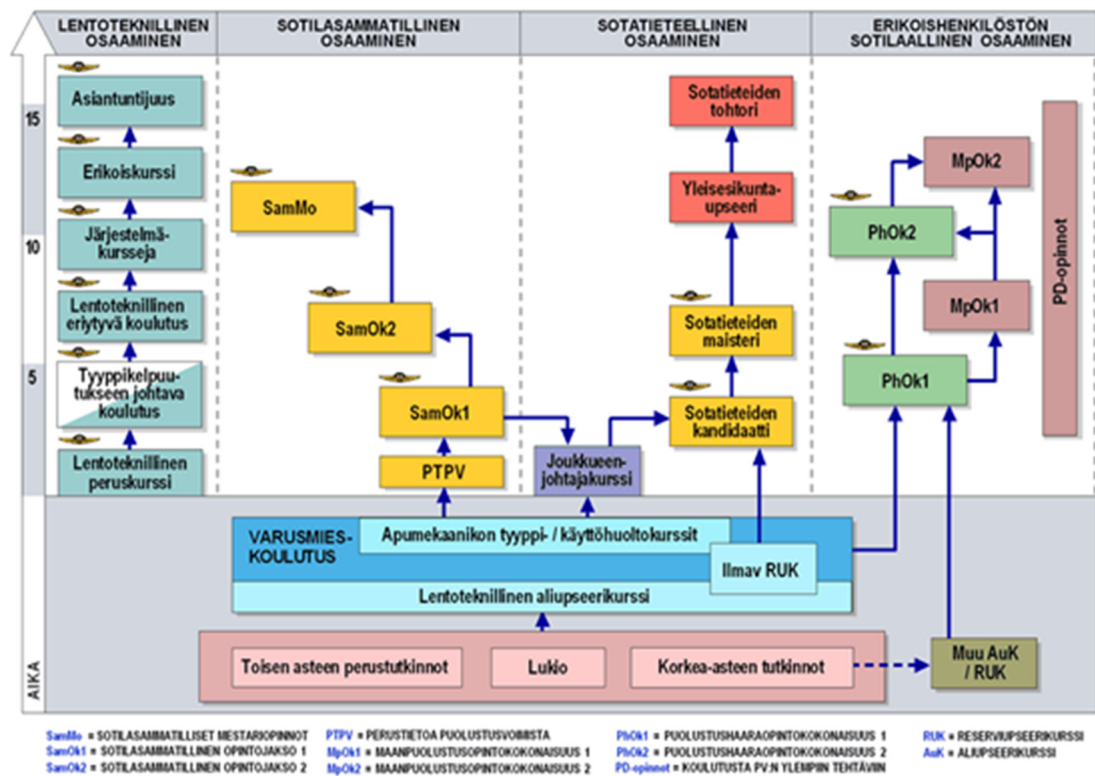 LENTOTEKNILLINEN
OSAAMINEN
SOTILASAMMATILLINEN
OSAAMINEN
SOTATIETEELLINEN
OSAAMINEN
ERIKOISHENKILÖSTÖN
SOTILAALLINEN OSAAMINEN
15
10
5
AIKA
Asiantuntijuus
Erikoiskurssi
Järjestelmä-
kursseja
Lentoteknillinen
eriytyvä koulutus
Tyyppikelpuu-
tukseen johtava
koulutus
Lentoteknillinen
peruskurssi
SamMo
SamOk2
SamOk1
PTPV
Joukkueen-
johtajakurssi
Sotatieteiden
tohtori
Yleisesikunta-
upseeri
Sotatieteiden
maisteri
Sotatieteiden
kandidaatti
MpOk2
PhOk2
MpOk1
PhOk1
PD-opinnot
VARUSMIES-
KOULUTUS
Apumekaanikon tyyppi- / käyttöhuoltokurssit
Ilmav RUK
Lentoteknillinen aliupseerikurssi
Toisen asteen perustutkinnot
Lukio
Korkea-asteen tutkinnot
Muu AuK
/ RUK
SamMo = SOTILASAMMATILLISET MESTARIOPINNOT
SamOk1 = SOTILASAMMATILLINEN OPINTOJAKSO 1
SamOk2 = SOTILASAMMATILLINEN OPINTOJAKSO 2
PTPV = PERUSTIETOA PUOLUSTUSVOIMISTA
MpOk1 = MAANPUOLUSTUSOPINTOKOKONAISUUS 1
MpOk2 = MAANPUOLUSTUSOPINTOKOKONAISUUS 2
PhOk1 = PUOLUSTUSHAARAOPINTOKOKONAISUUS 1
PhOk2 = PUOLUSTUSHAARAOPINTOKOKONAISUUS 2
PD-opinnot = KOULUTUSTA PV:N YLEMPIIN TEHTÄVIIN
RUK = RESERVIUPSEERIKURSSI
AuK = ALIUPSEERIKURSSI